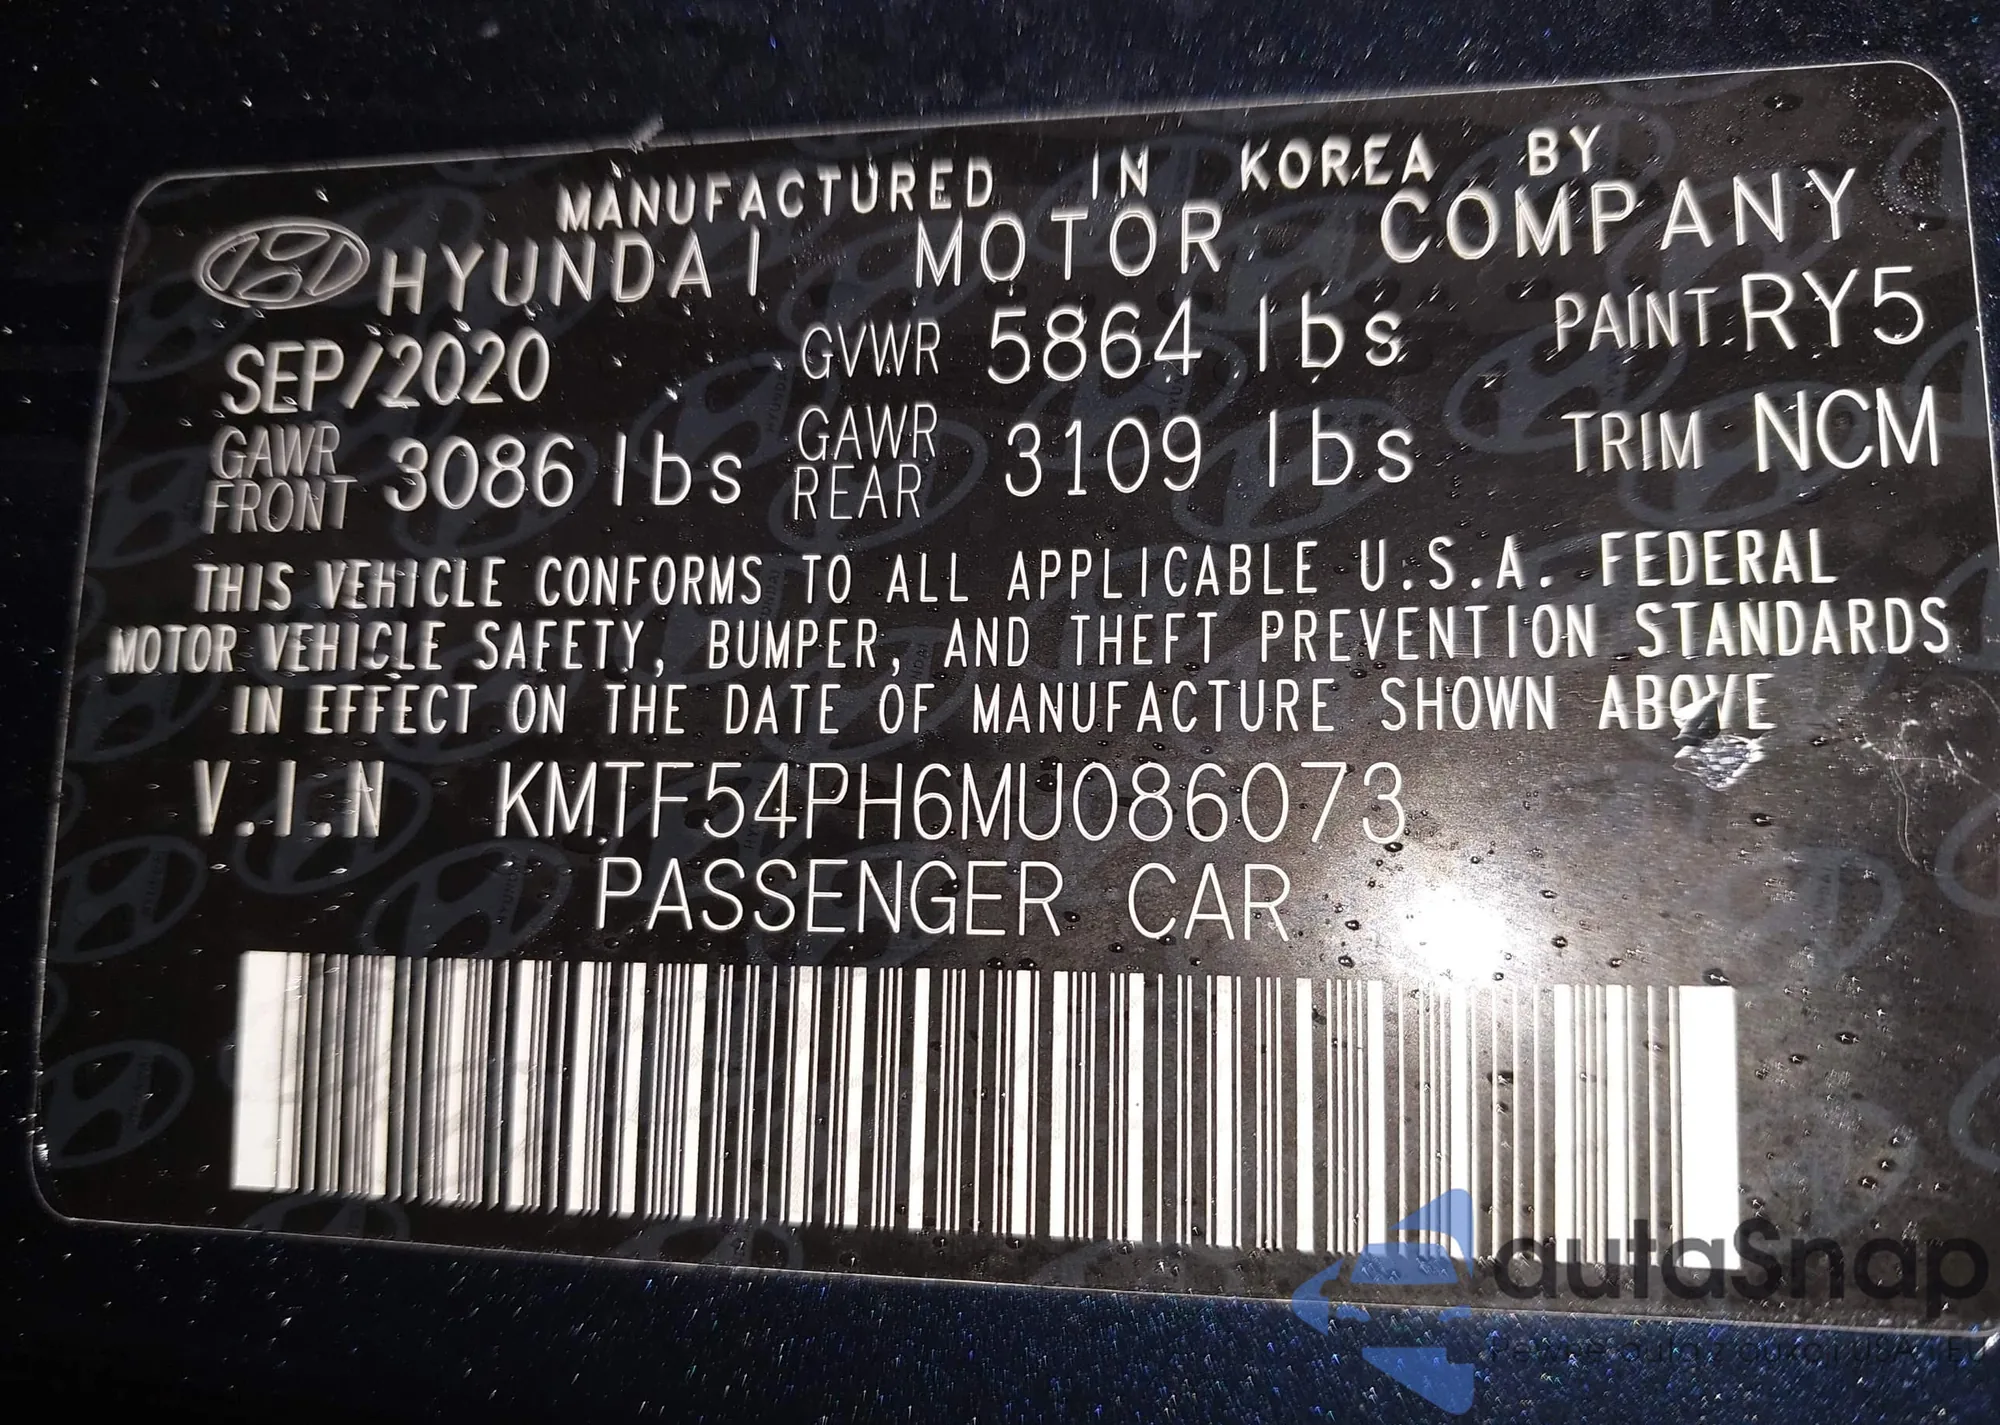 MANUFACTURED IN KOREA BY
HYUNDAI MOTOR COMPANY
SEP/2020 GVWR 5864 lbs PAINT RY5
GAWR FRONT 3086 lbs GAWR REAR 3109 lbs TRIM NCM
THIS VEHICLE CONFORMS TO ALL APPLICABLE U.S.A. FEDERAL
MOTOR VEHICLE SAFETY, BUMPER, AND THEFT PREVENTION STANDARDS
IN EFFECT ON THE DATE OF MANUFACTURE SHOWN ABOVE
V.I.N KMTF54PH6MU086073
PASSENGER CAR
autaSnap